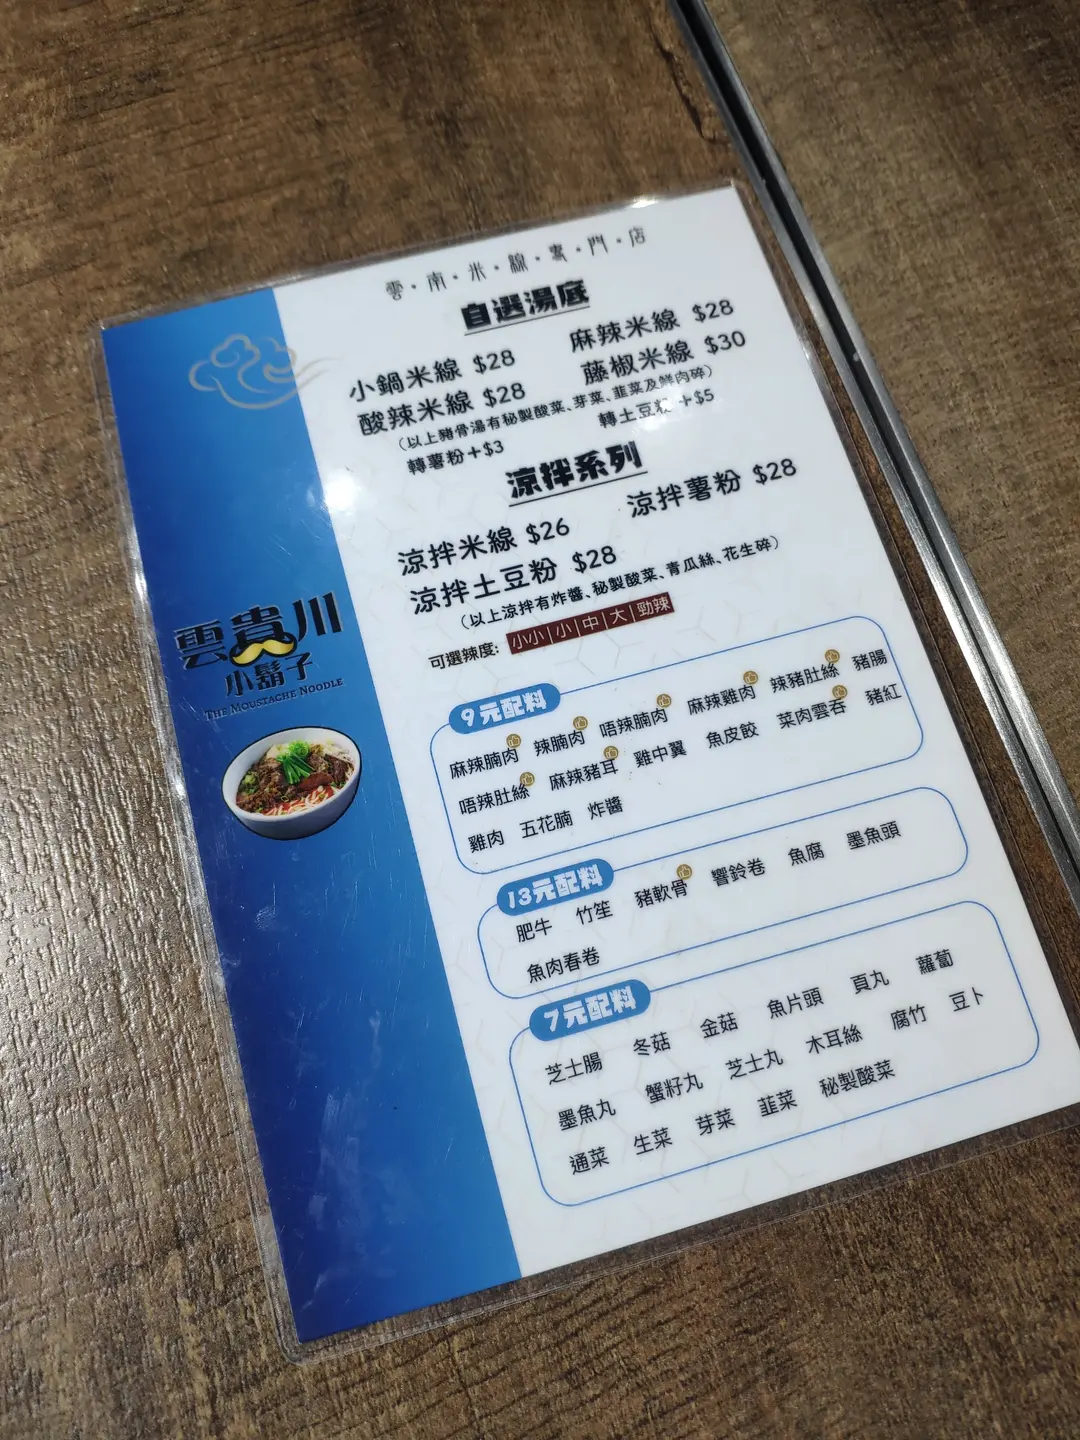 雲·南·米·線·專·門·店
自選湯底
小鍋米線 $28 麻辣米線 $28
酸辣米線 $28 藤椒米線 $30
(以上豬骨湯有秘製酸菜、芽菜、韮菜及鮮肉碎)
轉薯粉＋$3 轉土豆粉＋$5
涼拌系列
涼拌米線 $26 涼拌薯粉 $28
涼拌土豆粉 $28
(以上涼拌有炸醬、秘製酸菜、青瓜絲、花生碎)
可選辣度: 小小|小|中|大|勁辣
雲貴川
小鬍子
THE MOUSTACHE NOODLE
9元配料
麻辣腩肉 辣腩肉 唔辣腩肉 麻辣雞肉 辣豬肚絲 豬腸
唔辣肚絲 麻辣豬耳 雞中翼 魚皮餃 菜肉雲吞 豬紅
雞肉 五花腩 炸醬
13元配料
肥牛 竹笙 豬軟骨 響鈴卷 魚腐 墨魚頭
魚肉春卷
7元配料
芝士腸 冬菇 金菇 魚片頭 貢丸 蘿蔔
墨魚丸 蟹籽丸 芝士丸 木耳絲 腐竹 豆卜
通菜 生菜 芽菜 韮菜 秘製酸菜